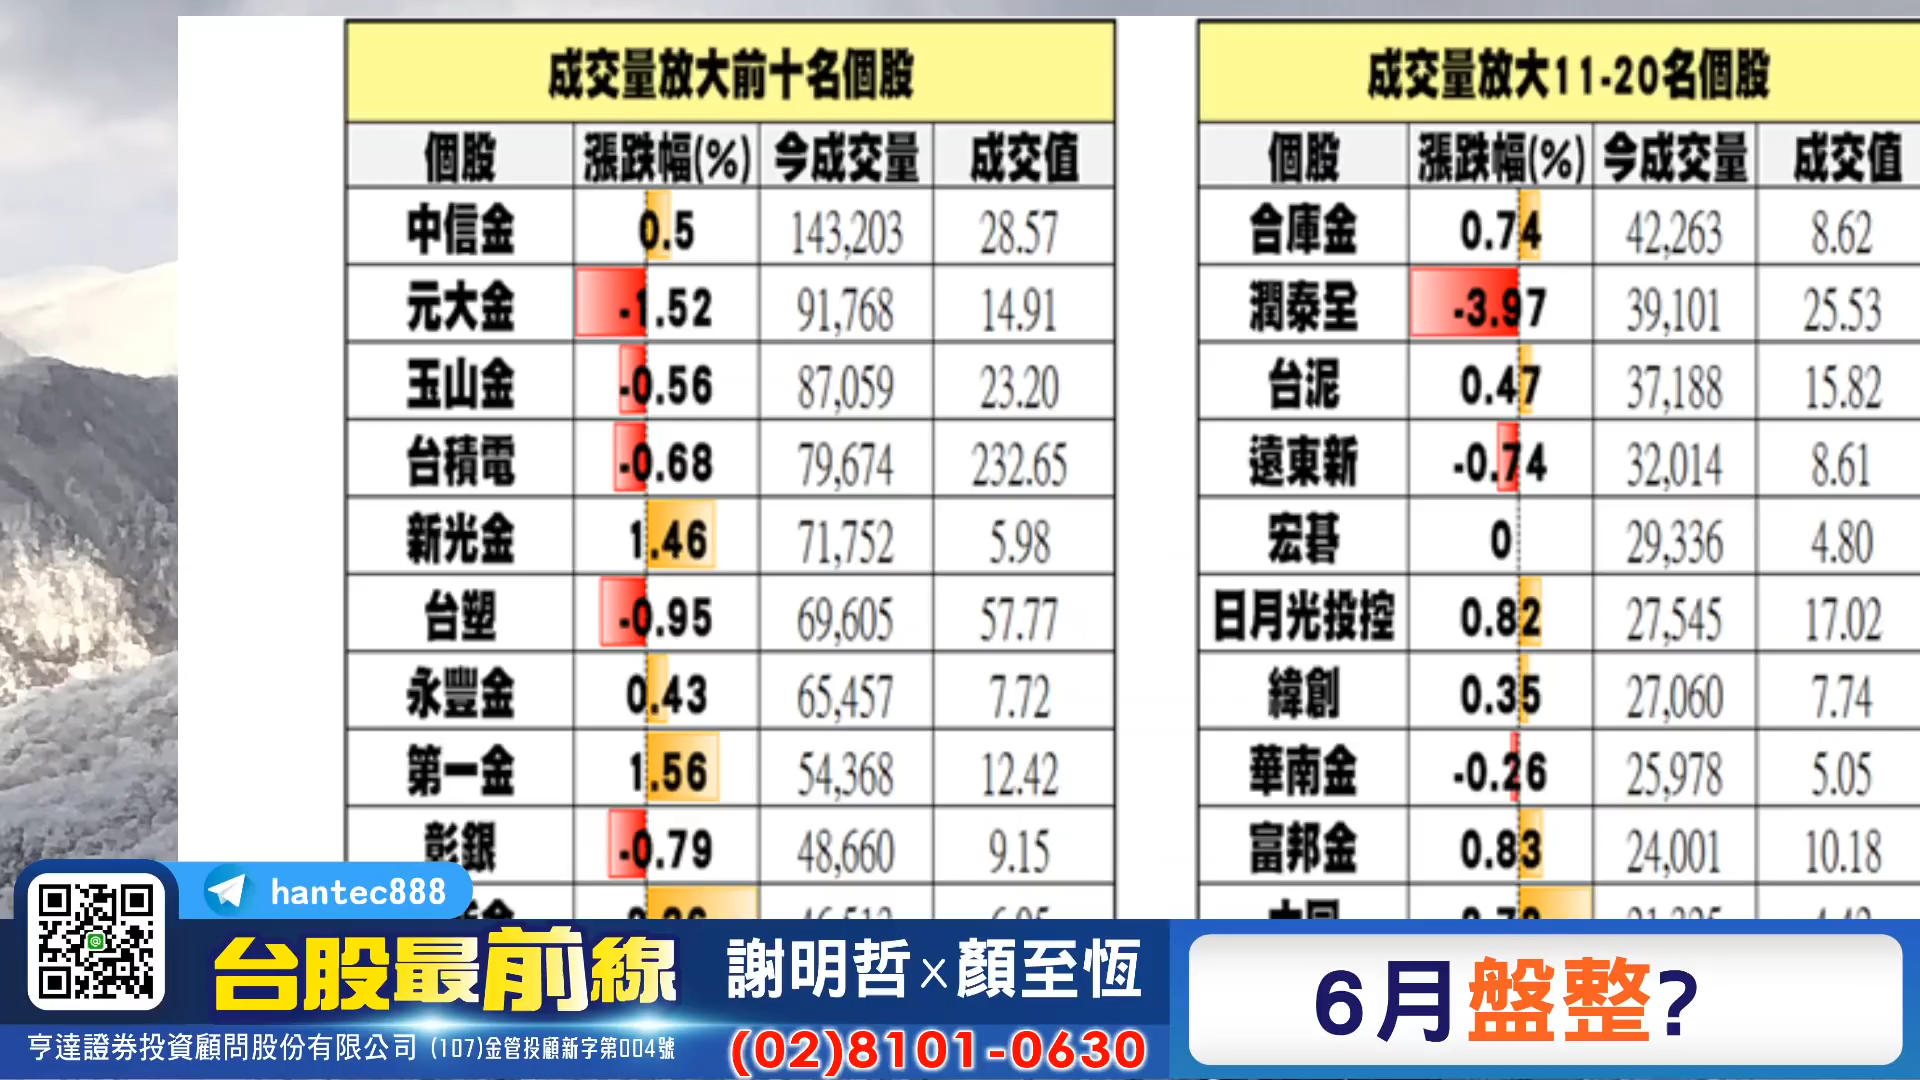 成交量放大前十名個股
個股 漲跌幅(%) 今成交量 成交值
中信金 0.5 143,203 28.57
元大金 -1.52 91,768 14.91
玉山金 -0.56 87,059 23.20
台積電 -0.68 79,674 232.65
新光金 1.46 71,752 5.98
台塑 -0.95 69,605 57.77
永豐金 0.43 65,457 7.72
第一金 1.56 54,368 12.42
彰銀 -0.79 48,660 9.15
成交量放大11-20名個股
個股 漲跌幅(%) 今成交量 成交值
合庫金 0.74 42,263 8.62
潤泰全 -3.97 39,101 25.53
台泥 0.47 37,188 15.82
遠東新 -0.74 32,014 8.61
宏碁 0 29,336 4.80
日月光投控 0.82 27,545 17.02
緯創 0.35 27,060 7.74
華南金 -0.26 25,978 5.05
富邦金 0.83 24,001 10.18
hantec888
台股最前線 謝明哲×顏至恆
6月盤整?
亨達證券投資顧問股份有限公司 (107)金管投顧新字第004號
(02)8101-0630